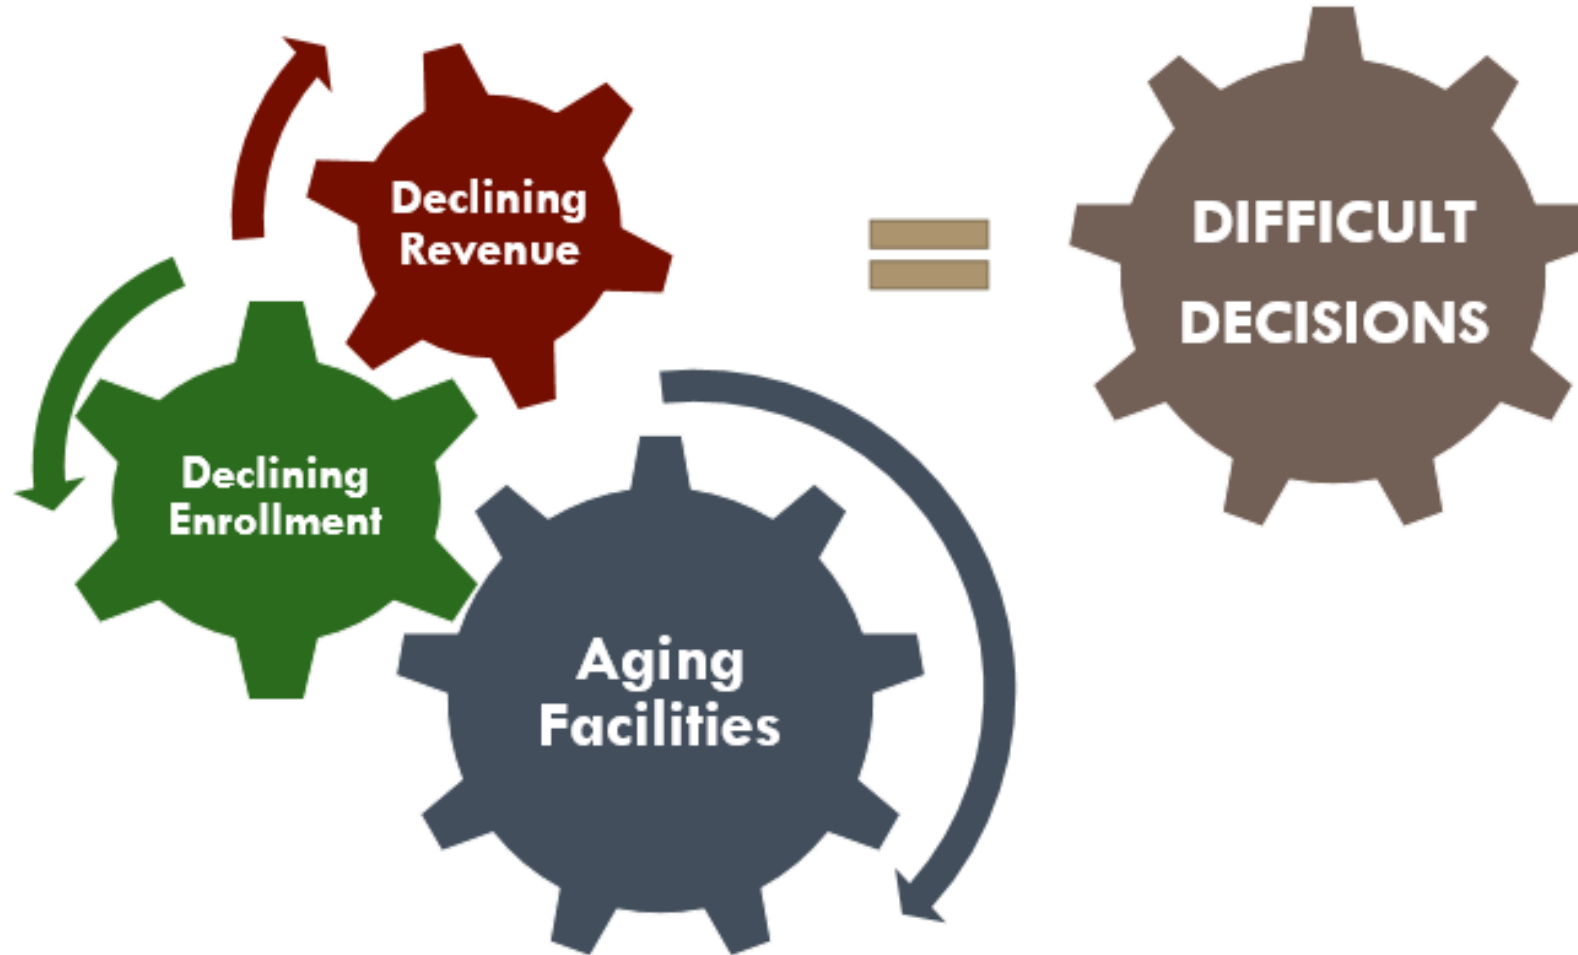 Declining
Revenue
Declining
Enrollment
Aging
Facilities
DIFFICULT
DECISIONS